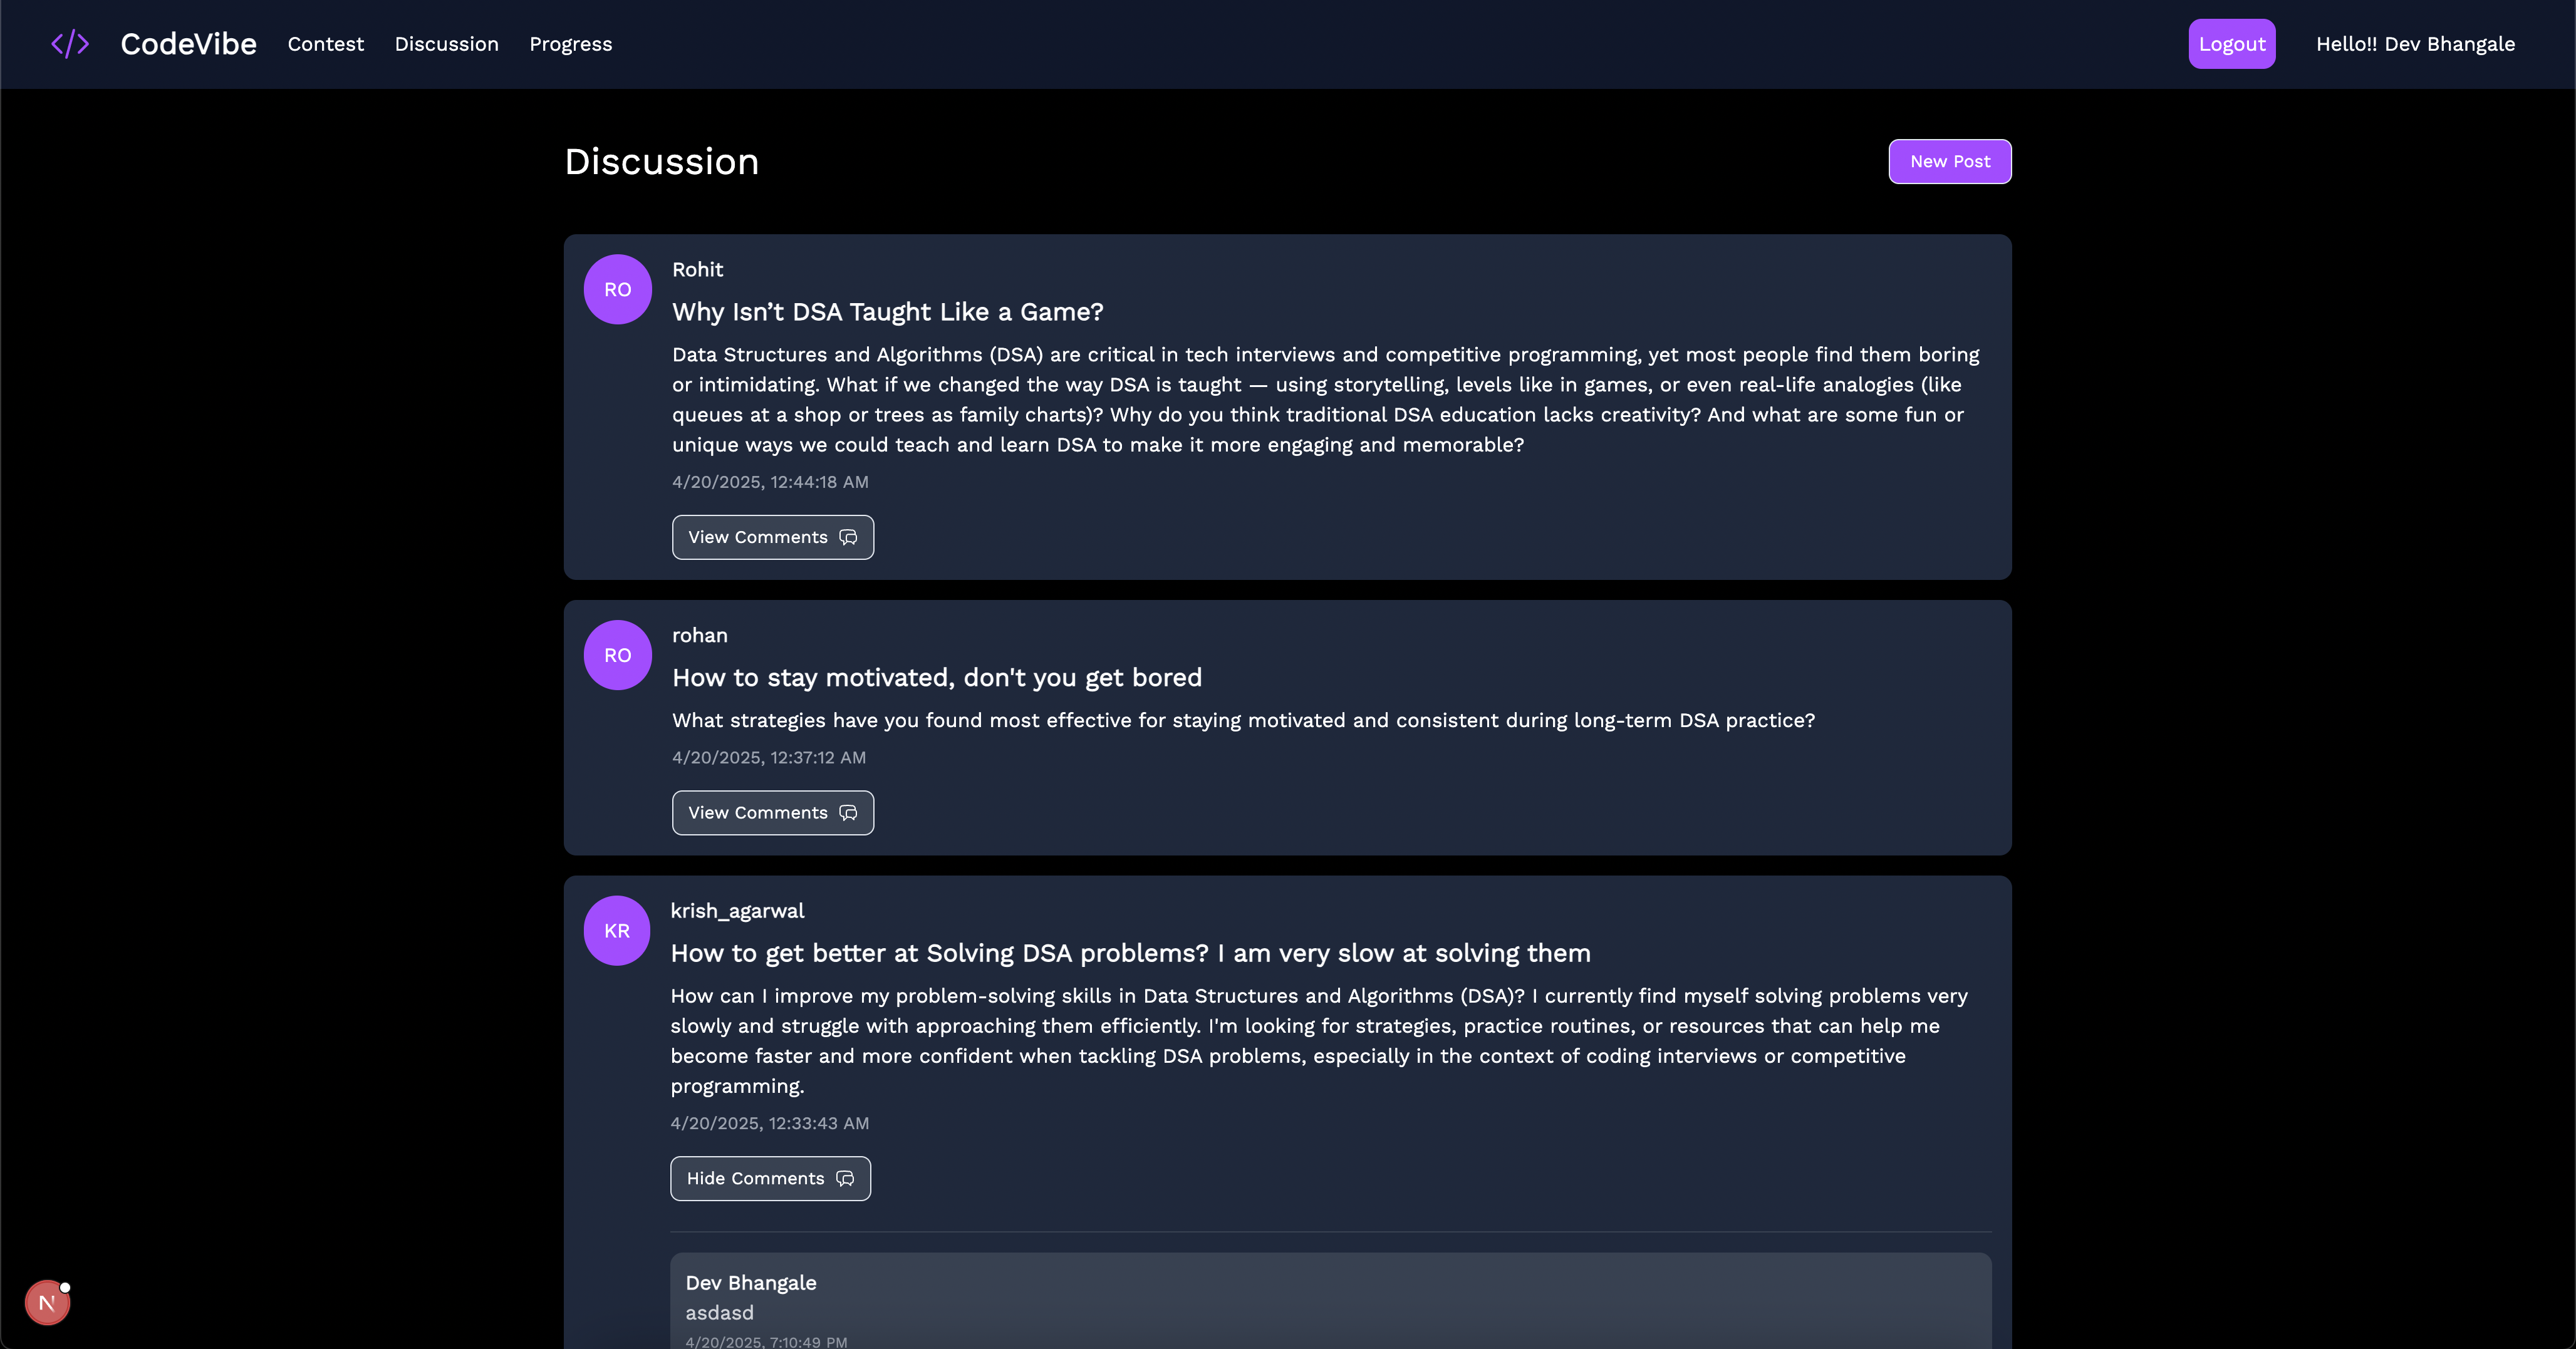 </> CodeVibe Contest Discussion Progress Logout Hello!! Dev Bhangale
Discussion New Post
RO
Rohit
Why Isn’t DSA Taught Like a Game?
Data Structures and Algorithms (DSA) are critical in tech interviews and competitive programming, yet most people find them boring
or intimidating. What if we changed the way DSA is taught — using storytelling, levels like in games, or even real-life analogies (like
queues at a shop or trees as family charts)? Why do you think traditional DSA education lacks creativity? And what are some fun or
unique ways we could teach and learn DSA to make it more engaging and memorable?
4/20/2025, 12:44:18 AM
View Comments
RO
rohan
How to stay motivated, don't you get bored
What strategies have you found most effective for staying motivated and consistent during long-term DSA practice?
4/20/2025, 12:37:12 AM
View Comments
KR
krish_agarwal
How to get better at Solving DSA problems? I am very slow at solving them
How can I improve my problem-solving skills in Data Structures and Algorithms (DSA)? I currently find myself solving problems very
slowly and struggle with approaching them efficiently. I'm looking for strategies, practice routines, or resources that can help me
become faster and more confident when tackling DSA problems, especially in the context of coding interviews or competitive
programming.
4/20/2025, 12:33:43 AM
Hide Comments
Dev Bhangale
asdasd
4/20/2025, 7:10:49 PM
N